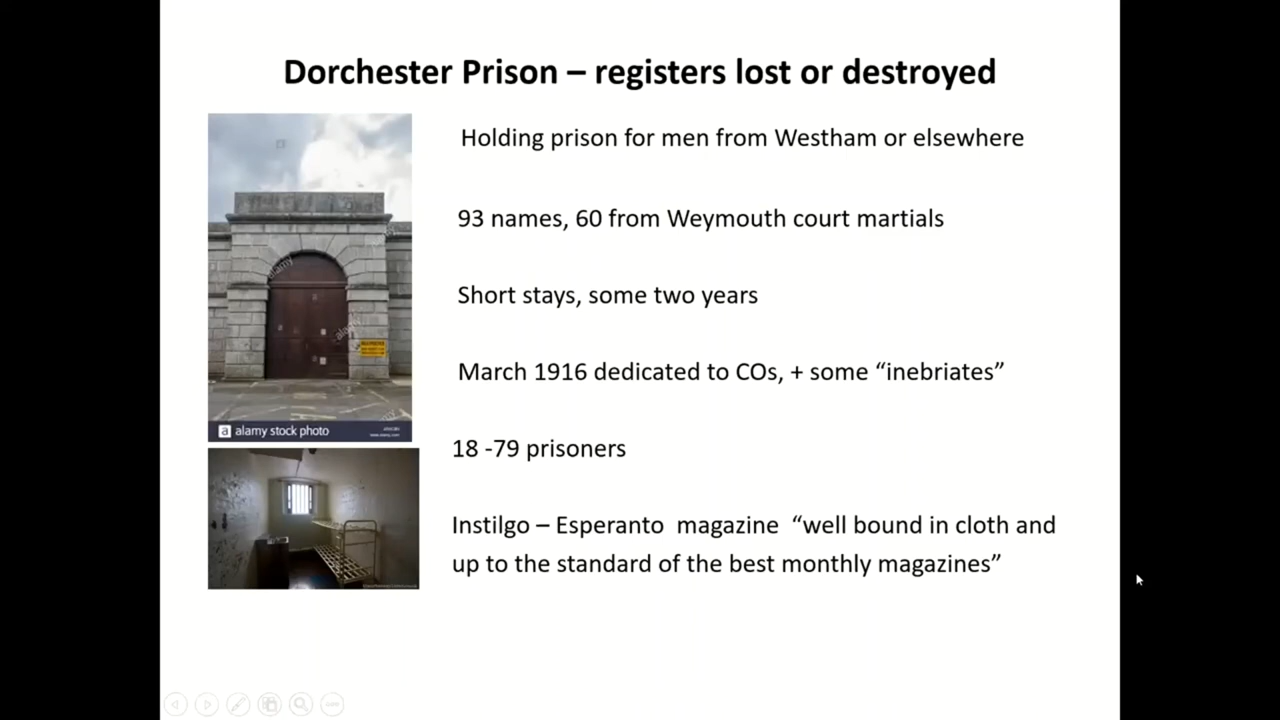 Dorchester Prison – registers lost or destroyed
Holding prison for men from Westham or elsewhere
93 names, 60 from Weymouth court martials
Short stays, some two years
March 1916 dedicated to COs, + some “inebriates”
18 -79 prisoners
Instilgo – Esperanto magazine “well bound in cloth and
up to the standard of the best monthly magazines”
alamy
alamy
a alamy stock photo